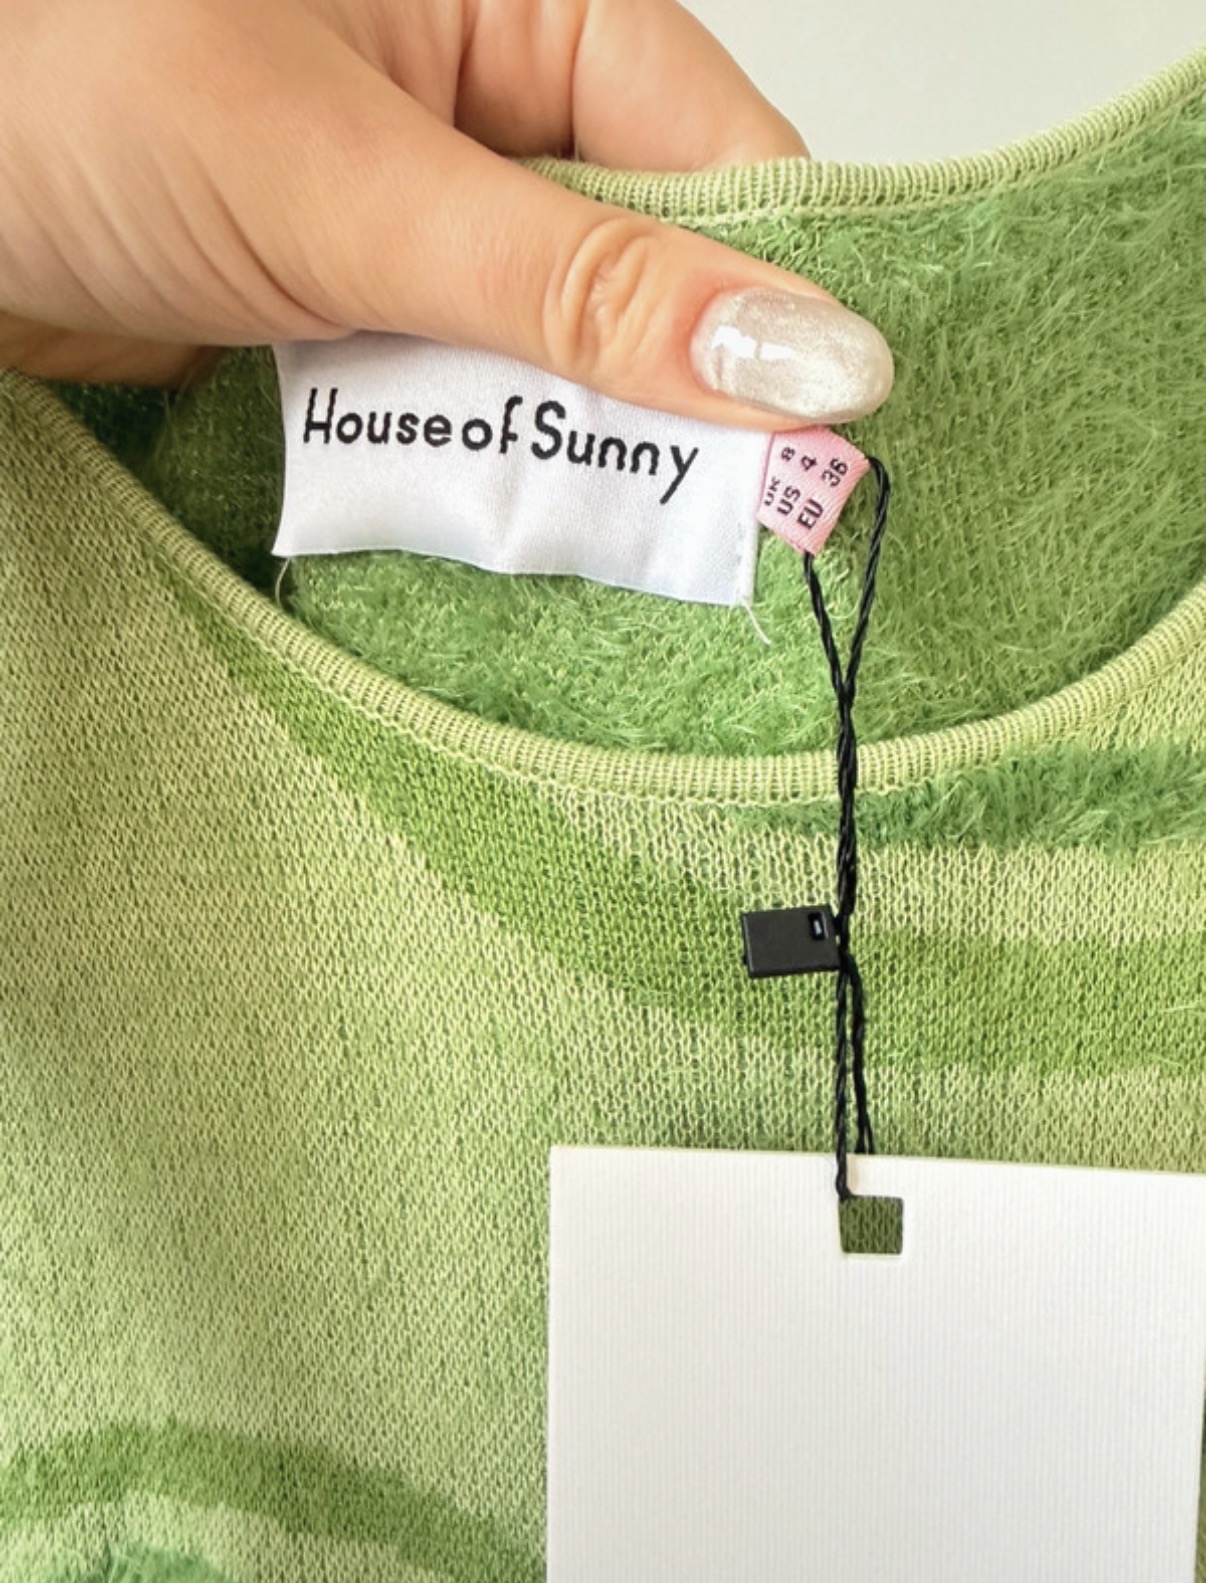 House of Sunny
UK 8
US 4
EU 36